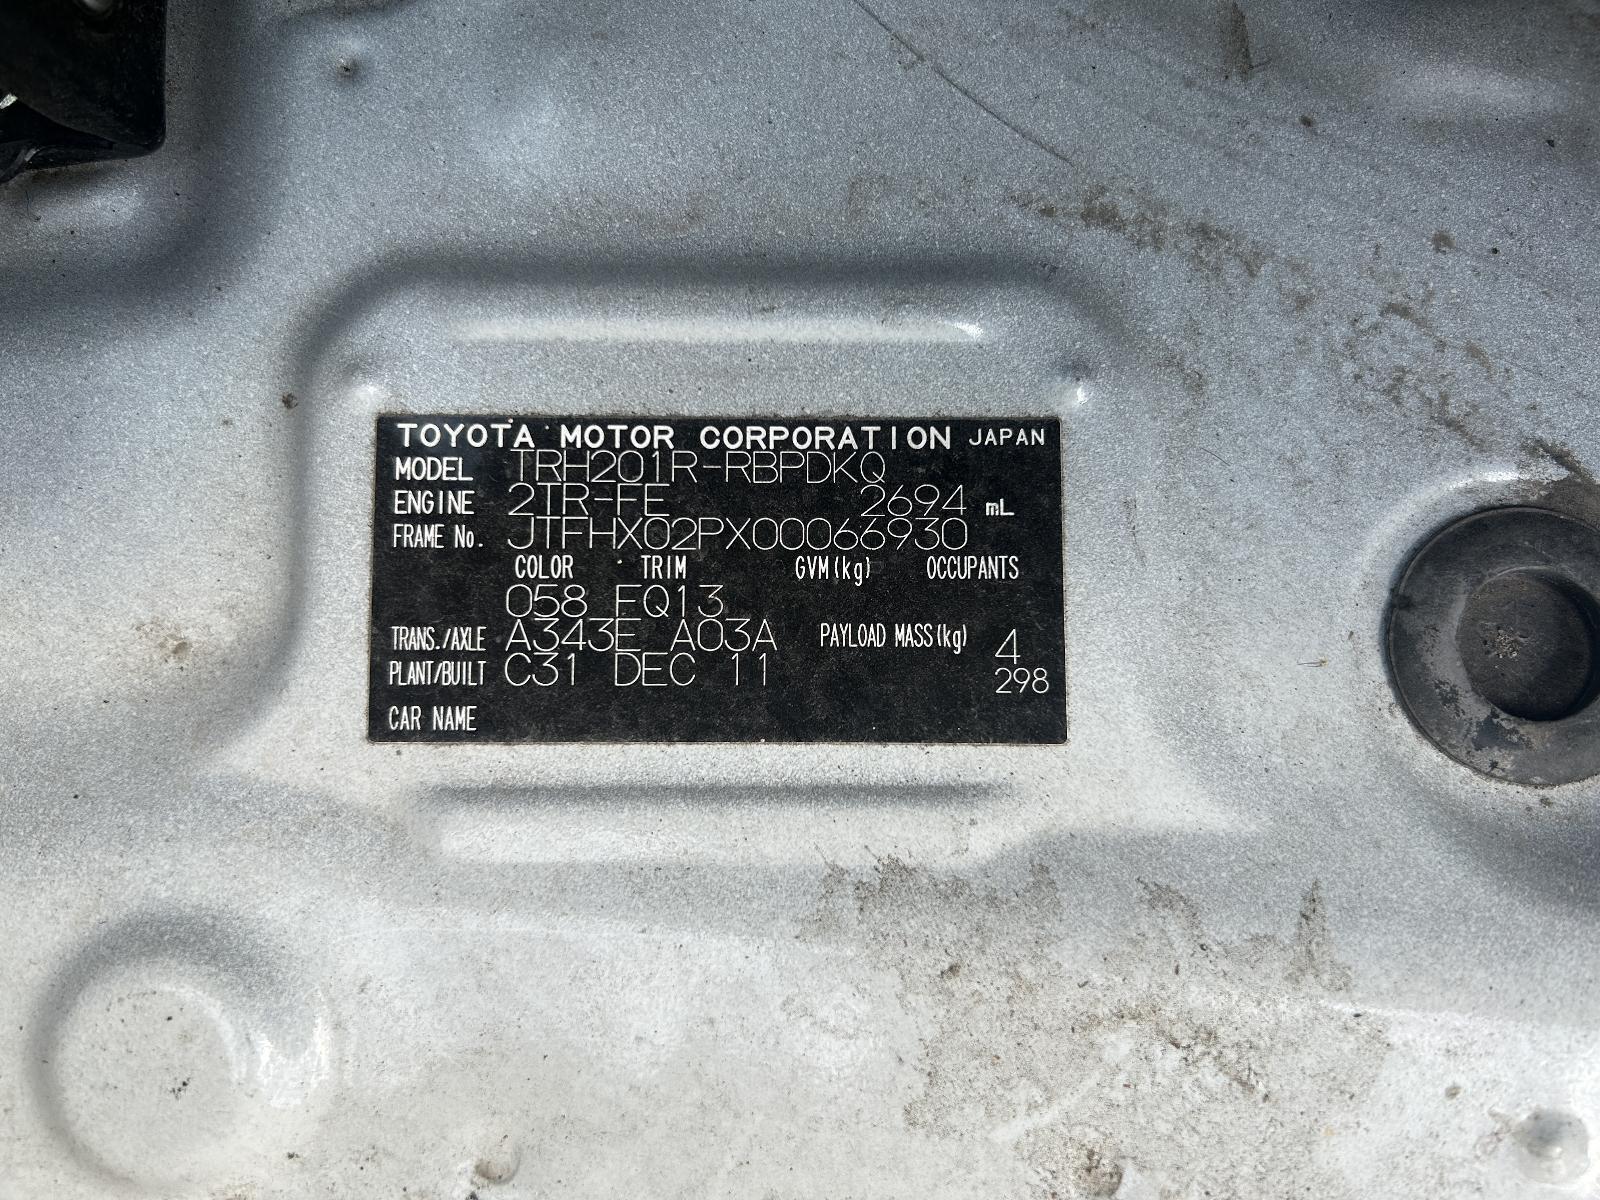 TOYOTA MOTOR CORPORATION JAPAN
MODEL TRH201R-RBPDKQ
ENGINE 2TR-FE 2694 mL
FRAME No. JTFHX02PX00066930
COLOR TRIM GVM(kg) OCCUPANTS
058 FQ13
TRANS./AXLE A343E A03A PAYLOAD MASS(kg) 4
PLANT/BUILT C31 DEC 11 298
CAR NAME